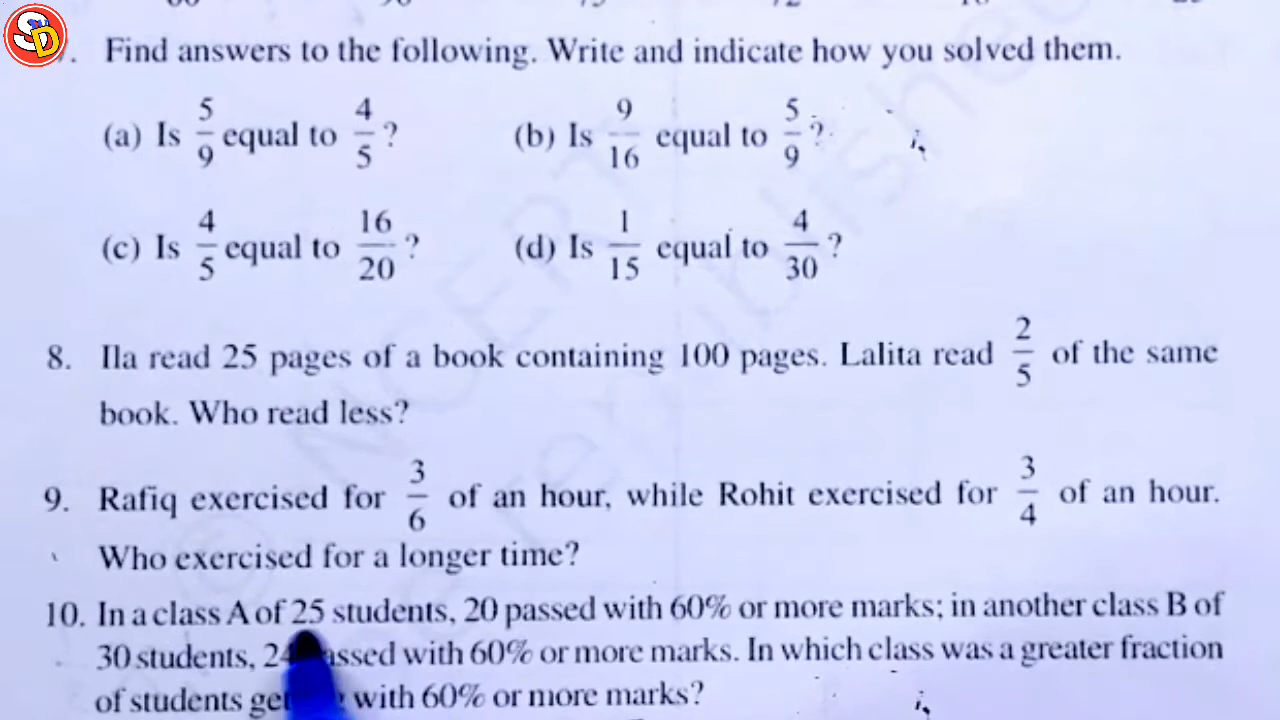 SD
. Find answers to the following. Write and indicate how you solved them.
(a) Is 5/9 equal to 4/5 ? (b) Is 9/16 equal to 5/9 ?
(c) Is 4/5 equal to 16/20 ? (d) Is 1/15 equal to 4/30 ?
8. Ila read 25 pages of a book containing 100 pages. Lalita read 2/5 of the same
book. Who read less?
9. Rafiq exercised for 3/6 of an hour, while Rohit exercised for 3/4 of an hour.
Who exercised for a longer time?
10. In a class A of 25 students, 20 passed with 60% or more marks; in another class B of
30 students, with 60% or more marks. In which class was a greater fraction
of students with 60% or more marks?